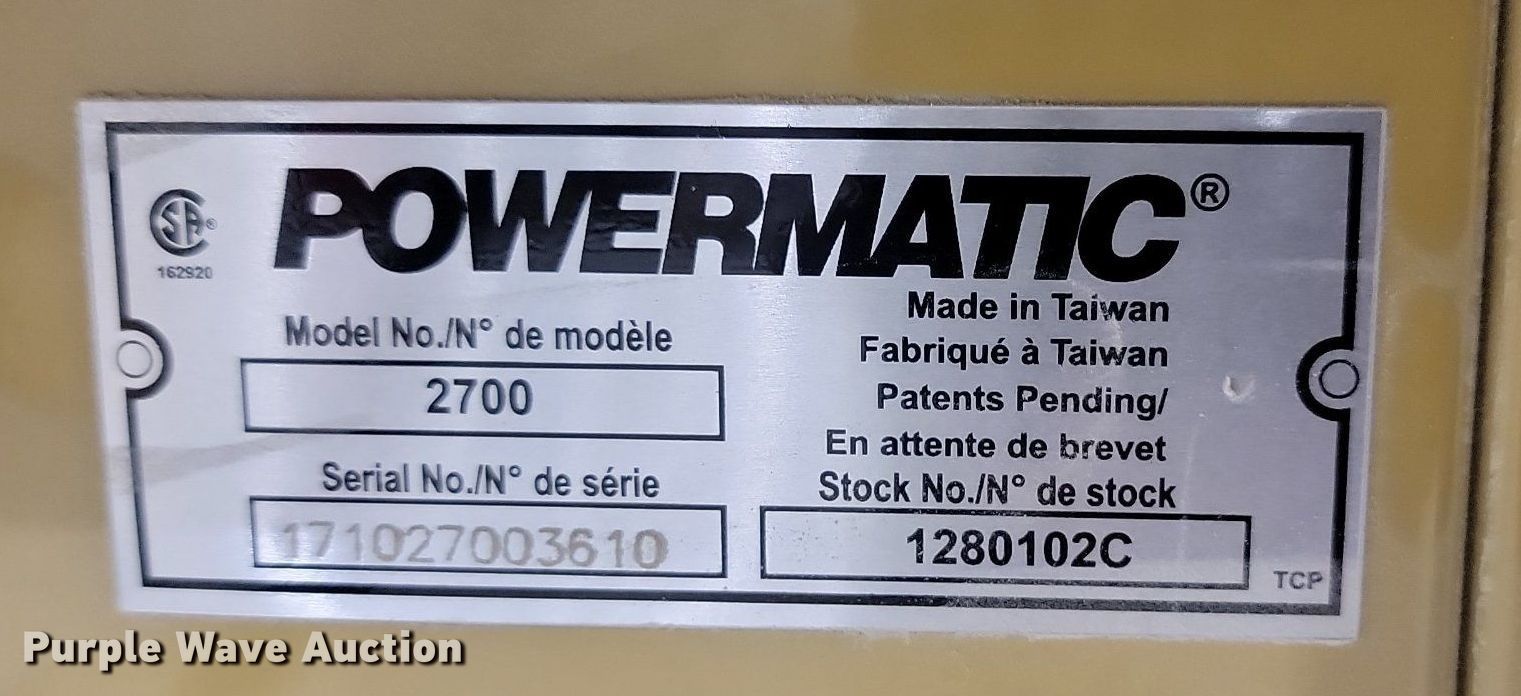 SA®
162920
POWERMATIC®
Made in Taiwan
Fabriqué à Taiwan
Patents Pending/
En attente de brevet
Model No./N° de modèle
2700
Serial No./N° de série
171027003610
Stock No./N° de stock
1280102C
TCP
Purple Wave Auction